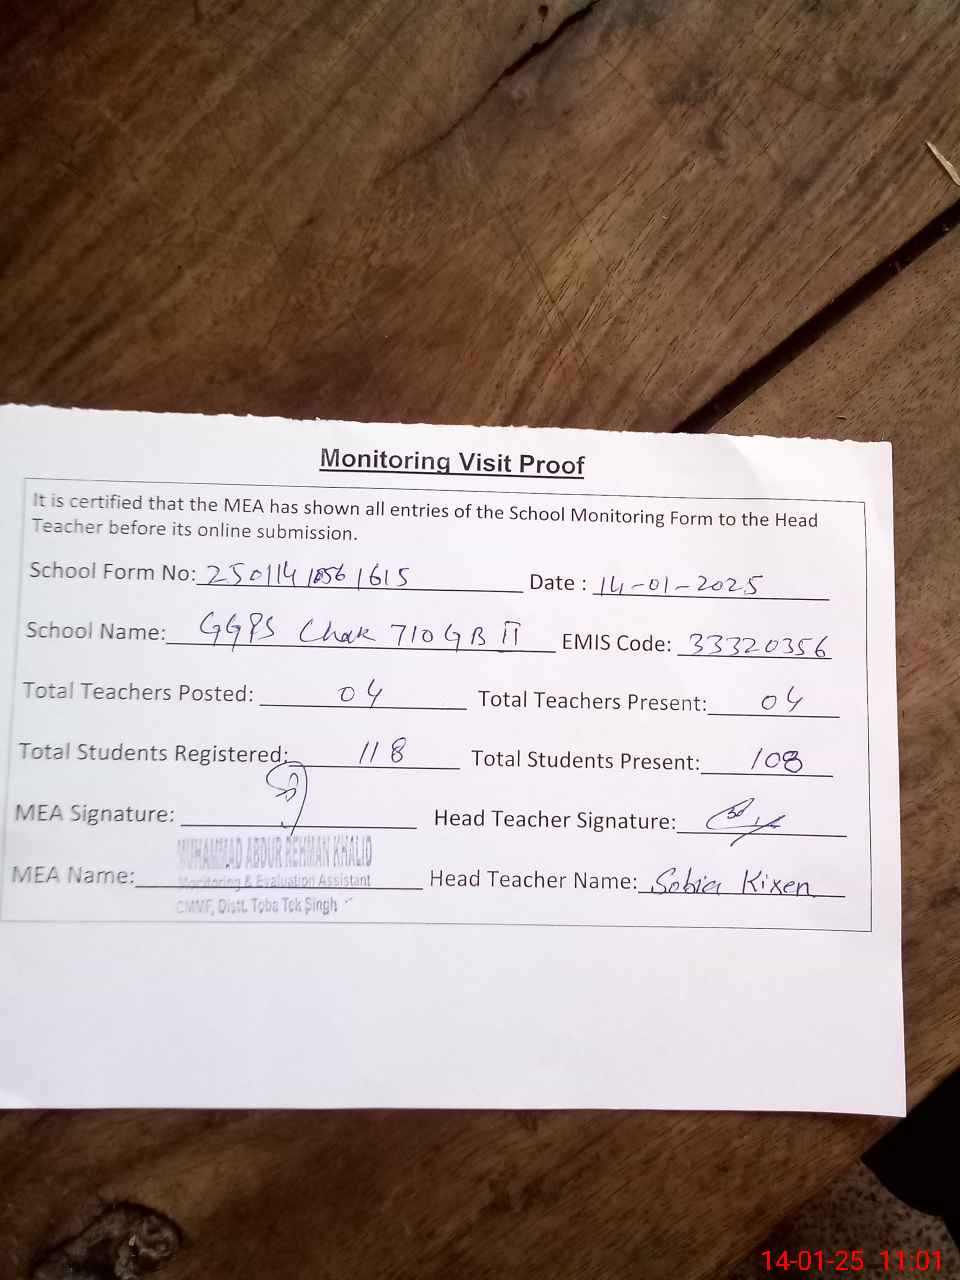 Monitoring Visit Proof
It is certified that the MEA has shown all entries of the School Monitoring Form to the Head
Teacher before its online submission.
School Form No: 250114 1056 1615 Date : 14-01-2025
School Name: GGPS Chak 710 GB II EMIS Code: 33320356
Total Teachers Posted: 04 Total Teachers Present: 04
Total Students Registered: 118 Total Students Present: 108
MEA Signature: Head Teacher Signature:
MUHAMMAD ABDUR REHMAN KHALID
MEA Name: Monitoring & Evaluation Assistant Head Teacher Name: Sobia Kixen
CMMF, Distt. Toba Tek Singh
14-01-25 11:01